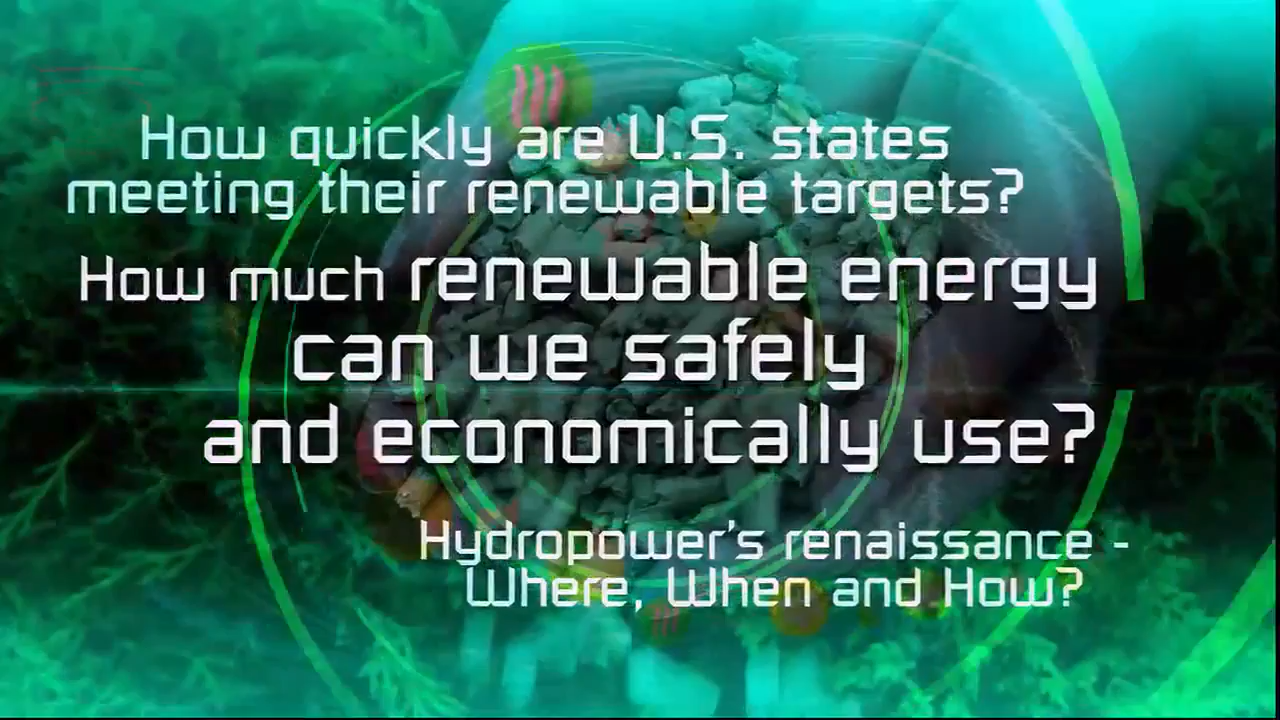 How quickly are U.S. states
meeting their renewable targets?
How much renewable energy
can we safely
and economically use?
Hydropower's renaissance -
Where, When and How?